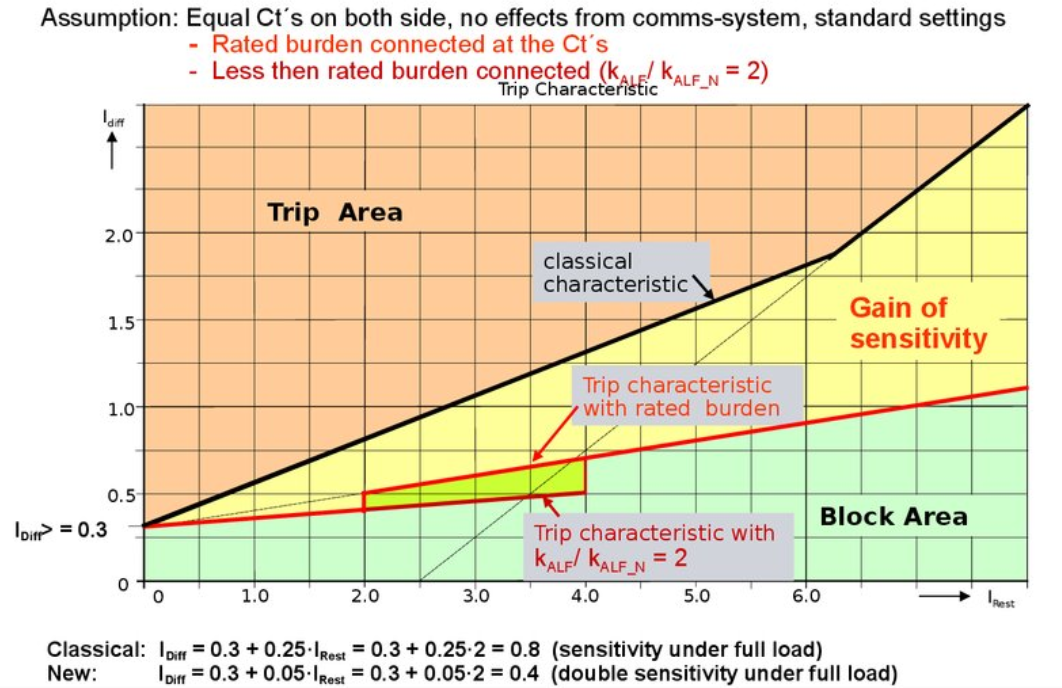 Assumption: Equal Ct´s on both side, no effects from comms-system, standard settings
- Rated burden connected at the Ct´s
- Less then rated burden connected (kALF/ kALF_N = 2)
Trip Characteristic
Idiff
Trip Area
2.0
classical
characteristic
1.5
Gain of
sensitivity
Trip characteristic
with rated burden
1.0
0.5
IDiff> = 0.3
Block Area
Trip characteristic with
kALF/ kALF_N = 2
0
0 1.0 2.0 3.0 4.0 5.0 6.0 IRest
Classical: IDiff = 0.3 + 0.25·IRest = 0.3 + 0.25·2 = 0.8 (sensitivity under full load)
New: IDiff = 0.3 + 0.05·IRest = 0.3 + 0.05·2 = 0.4 (double sensitivity under full load)